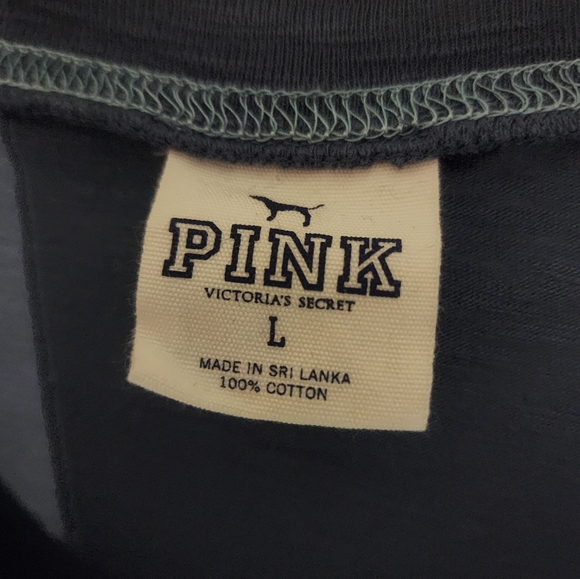 PINK
VICTORIA'S SECRET
L
MADE IN SRI LANKA
100% COTTON